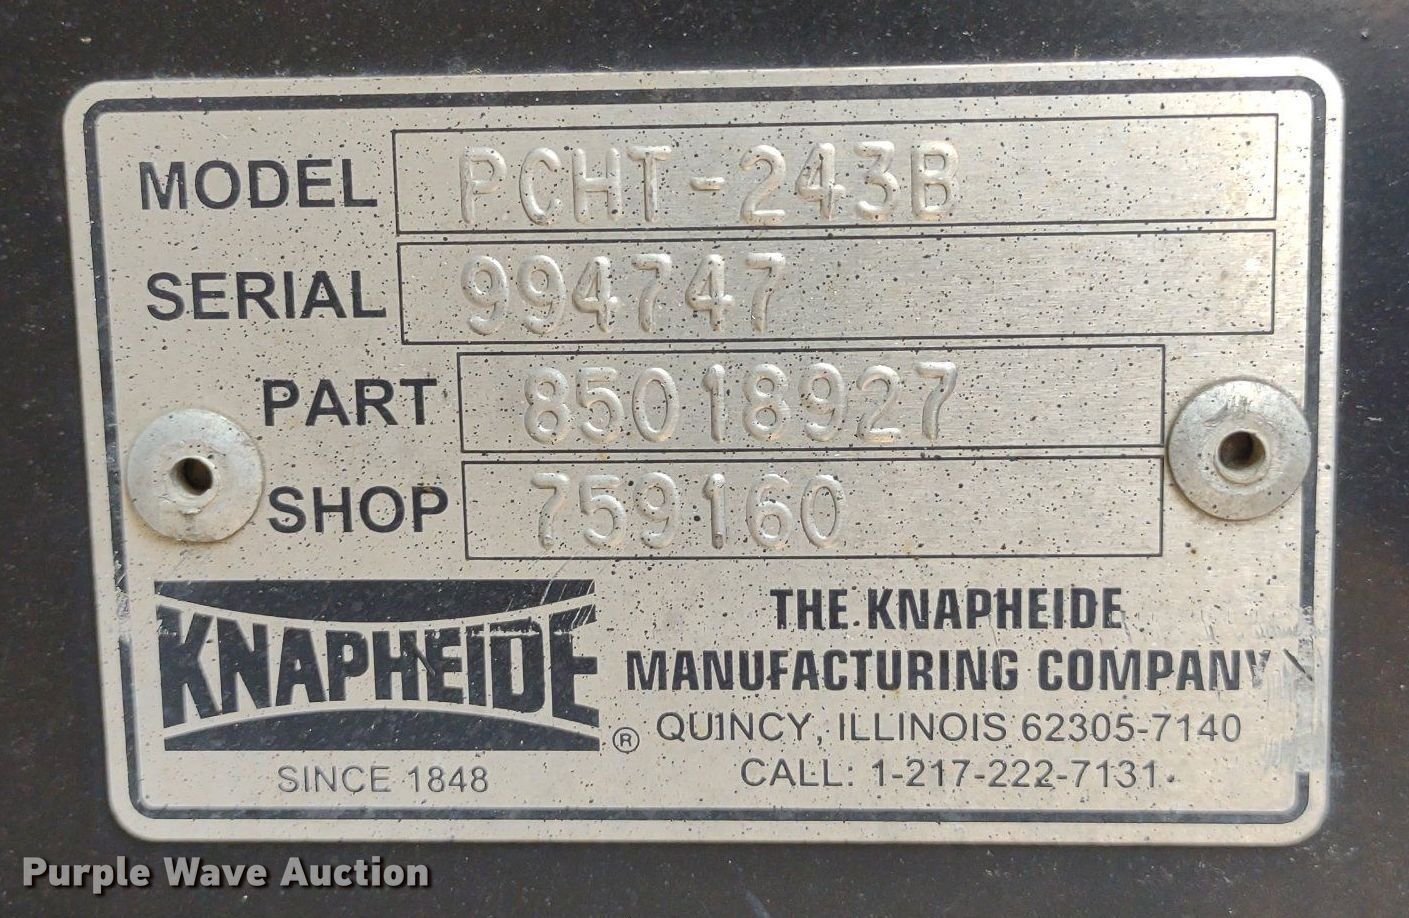 MODEL PCHT-243B
SERIAL 994747
PART 85018927
SHOP 759160
KNAPHEIDE ®
SINCE 1848
THE KNAPHEIDE
MANUFACTURING COMPANY
QUINCY, ILLINOIS 62305-7140
CALL: 1-217-222-7131
Purple Wave Auction